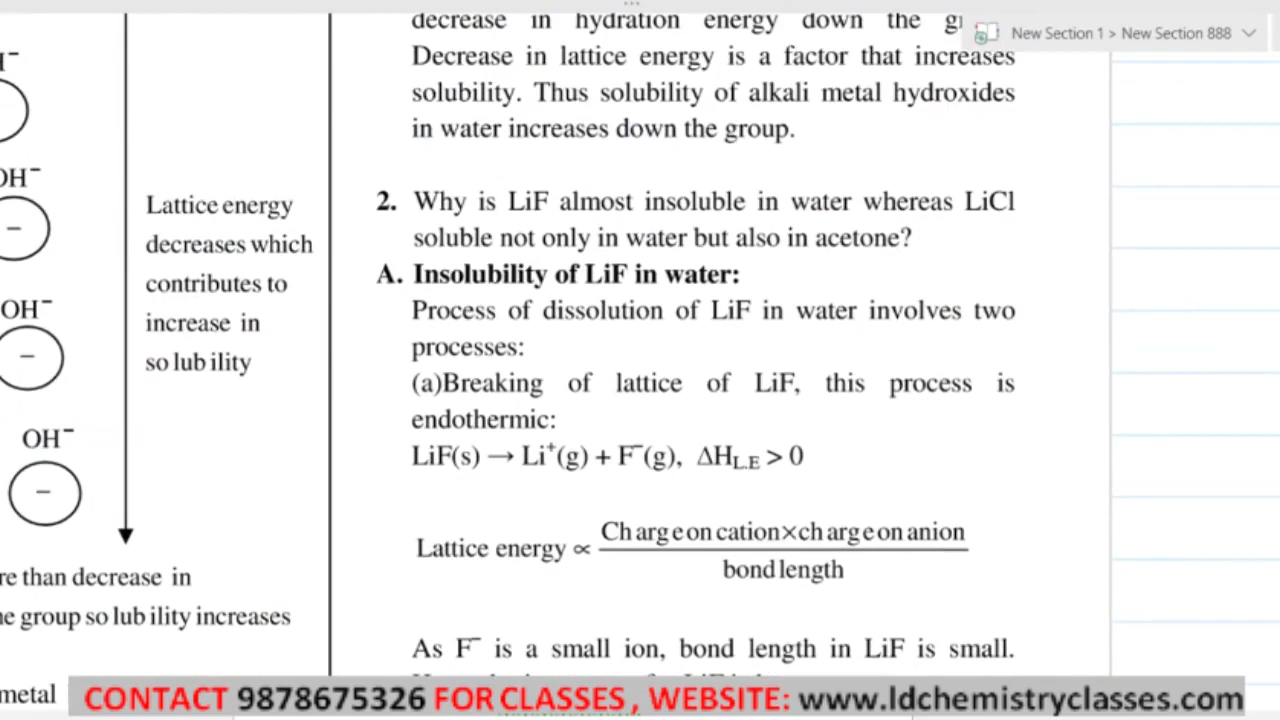 New Section 1 > New Section 888
H⁻
OH⁻
−
OH⁻
−
OH⁻
−
Lattice energy
decreases which
contributes to
increase in
so lub ility
re than decrease in
he group so lub ility increases
metal
decrease in hydration energy down the
Decrease in lattice energy is a factor that increases
solubility. Thus solubility of alkali metal hydroxides
in water increases down the group.
2. Why is LiF almost insoluble in water whereas LiCl
soluble not only in water but also in acetone?
A. Insolubility of LiF in water:
Process of dissolution of LiF in water involves two
processes:
(a)Breaking of lattice of LiF, this process is
endothermic:
LiF(s) → Li⁺(g) + F⁻(g), ΔH_L.E > 0
Lattice energy ∝ Ch arg e on cation×ch arg e on anion
bond length
As F⁻ is a small ion, bond length in LiF is small.
CONTACT 9878675326 FOR CLASSES , WEBSITE: www.ldchemistryclasses.com